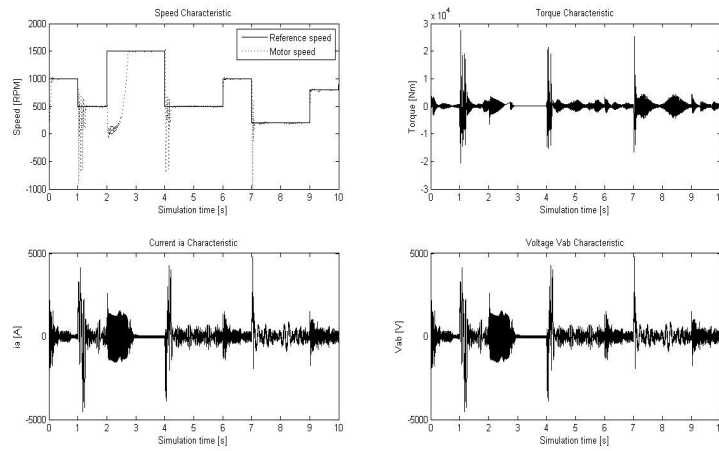 Speed Characteristic
2000
1500
1000
500
0
-500
-1000
Speed [RPM]
Reference speed
Motor speed
0 1 2 3 4 5 6 7 8 9 10
Simulation time [s]
Torque Characteristic
x 10^4
3
2
1
0
-1
-2
-3
Torque [Nm]
0 1 2 3 4 5 6 7 8 9 10
Simulation time [s]
Current ia Characteristic
5000
0
-5000
ia [A]
0 1 2 3 4 5 6 7 8 9 10
Simulation time [s]
Voltage Vab Characteristic
5000
0
-5000
Vab [V]
0 1 2 3 4 5 6 7 8 9 10
Simulation time [s]